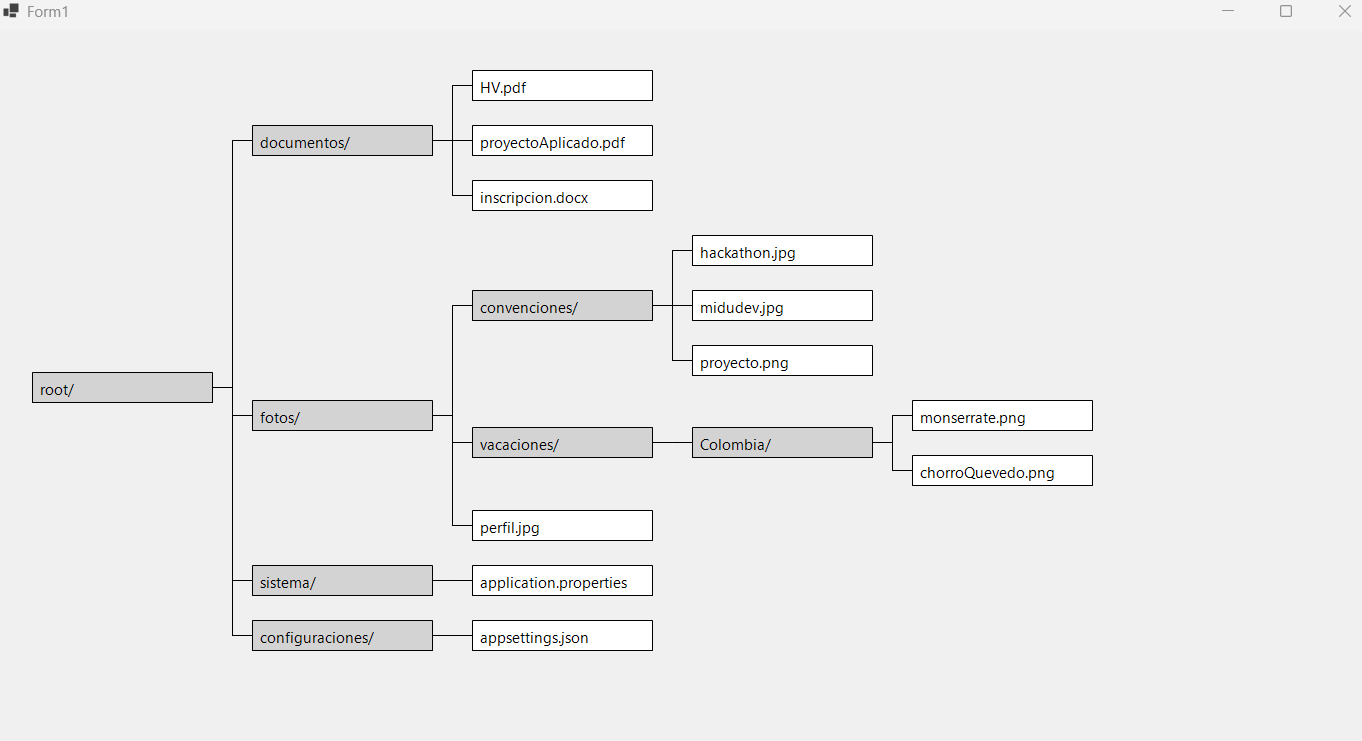 Form1
HV.pdf
documentos/
proyectoAplicado.pdf
inscripcion.docx
hackathon.jpg
convenciones/
midudev.jpg
proyecto.png
root/
fotos/
monserrate.png
vacaciones/
Colombia/
chorroQuevedo.png
perfil.jpg
sistema/
application.properties
configuraciones/
appsettings.json